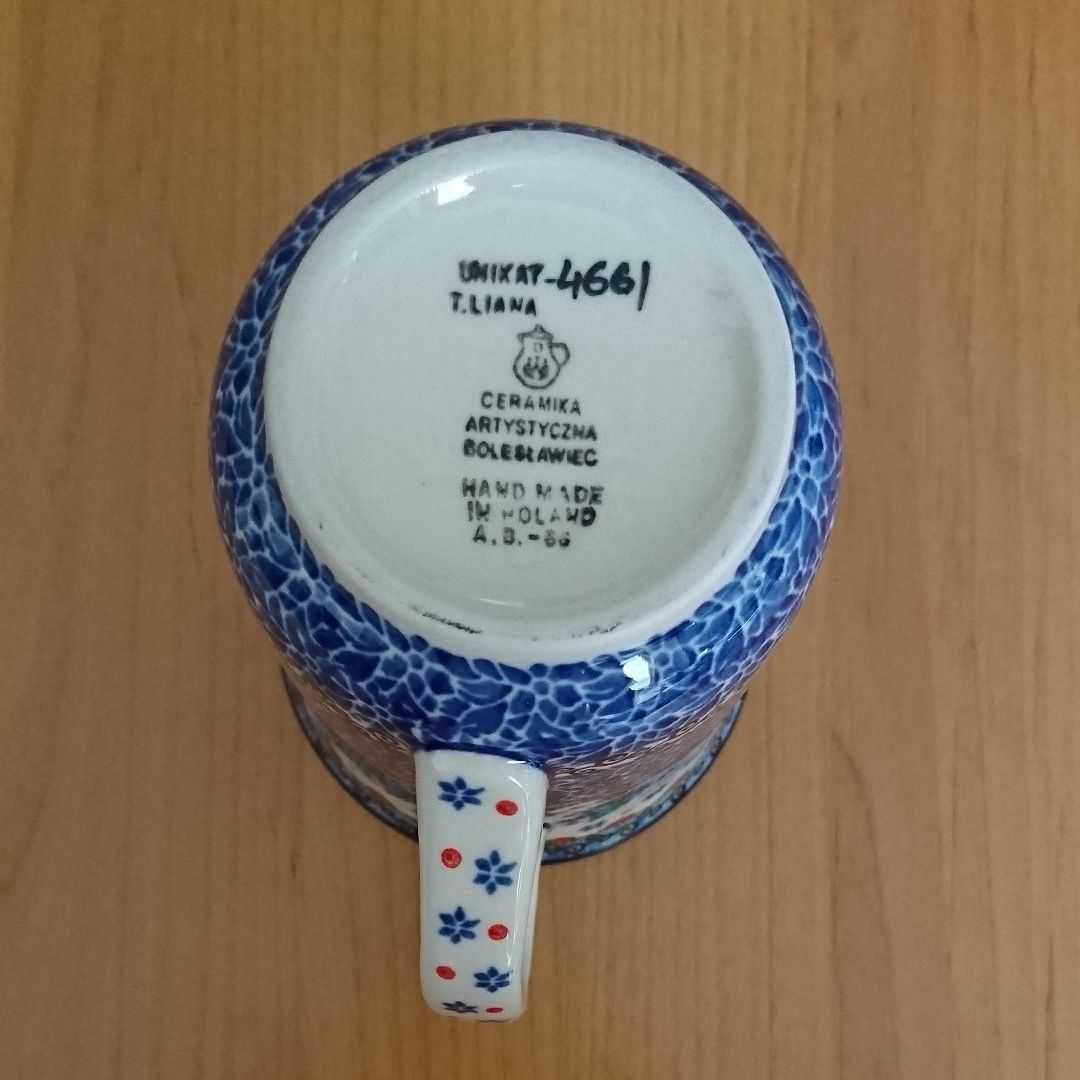 UNIKAT-4661
T.LIANA
CERAMIKA
ARTYSTYCZNA
BOLESŁAWIEC
HAND MADE
IN POLAND